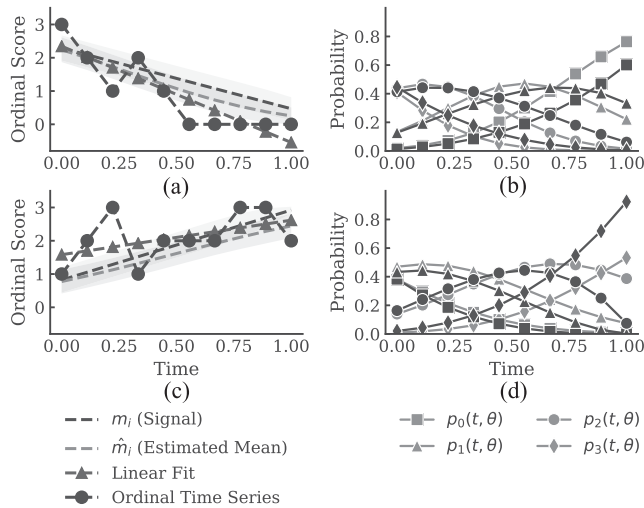 Ordinal Score
3
2
1
0
0.00 0.25 0.50 0.75 1.00
Time
(a)
Probability
0.8
0.6
0.4
0.2
0.0
0.00 0.25 0.50 0.75 1.00
Time
(b)
Ordinal Score
3
2
1
0
0.00 0.25 0.50 0.75 1.00
Time
(c)
Probability
0.8
0.6
0.4
0.2
0.0
0.00 0.25 0.50 0.75 1.00
Time
(d)
mᵢ (Signal)
m̂ᵢ (Estimated Mean)
Linear Fit
Ordinal Time Series
p₀(t, θ) p₂(t, θ)
p₁(t, θ) p₃(t, θ)